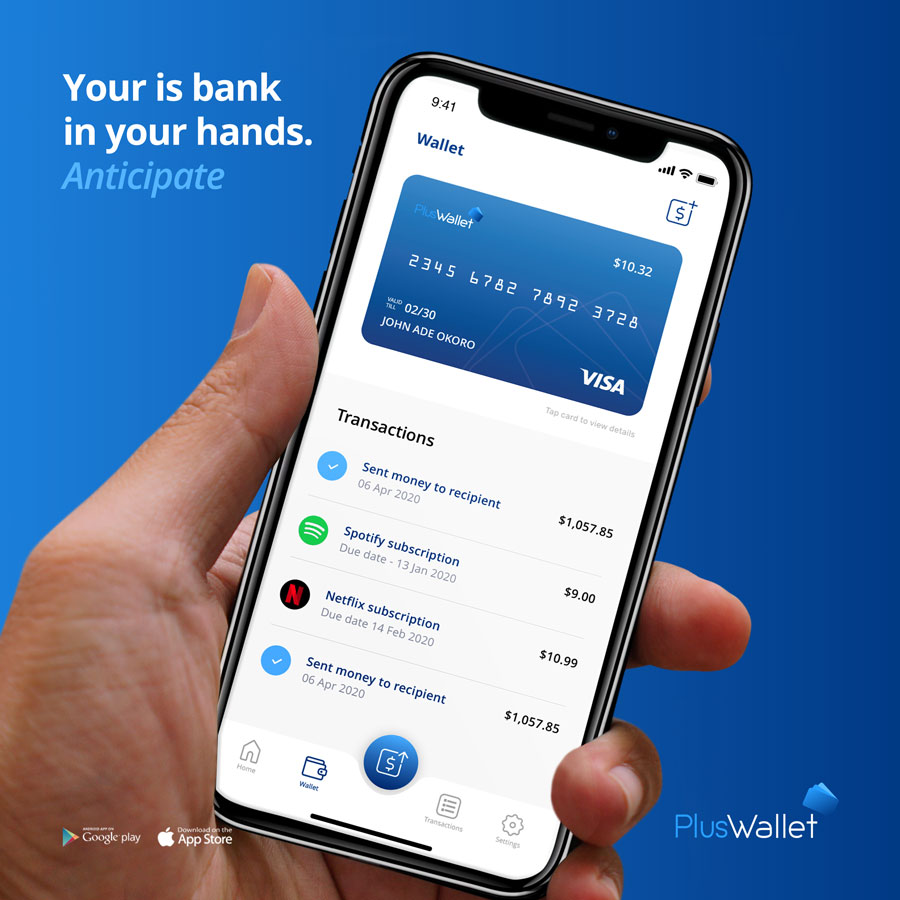 Your is bank
in your hands.
Anticipate
9:41
Wallet
PlusWallet
$10.32
2345 6782 7892 3728
VALID
TILL
02/30
JOHN ADE OKORO
VISA
Tap card to view details
Transactions
Sent money to recipient
06 Apr 2020
$1,057.85
Spotify subscription
Due date - 13 Jan 2020
$9.00
Netflix subscription
Due date 14 Feb 2020
$10.99
Sent money to recipient
06 Apr 2020
$1,057.85
Home
Wallet
Transactions
Settings
ANDROID APP ON
Google play
Download on the
App Store
PlusWallet